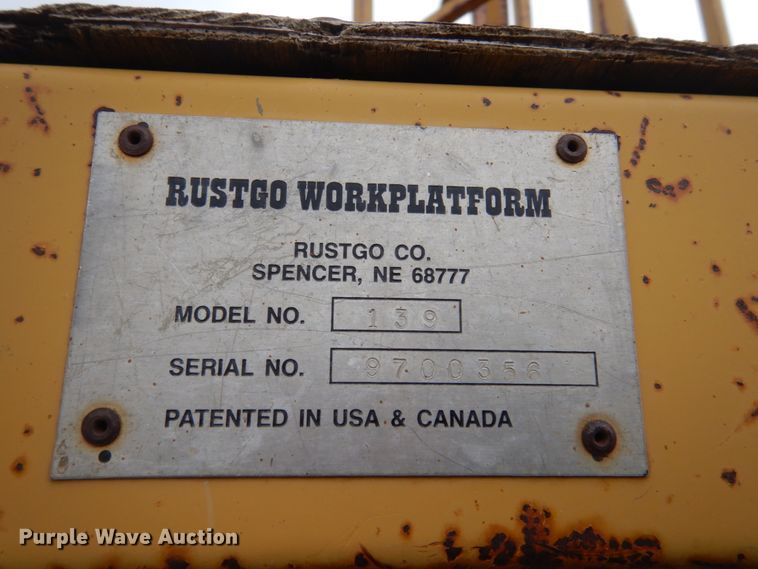 RUSTGO WORKPLATFORM
RUSTGO CO.
SPENCER, NE 68777
MODEL NO. 139
SERIAL NO. 9700356
PATENTED IN USA & CANADA
Purple Wave Auction